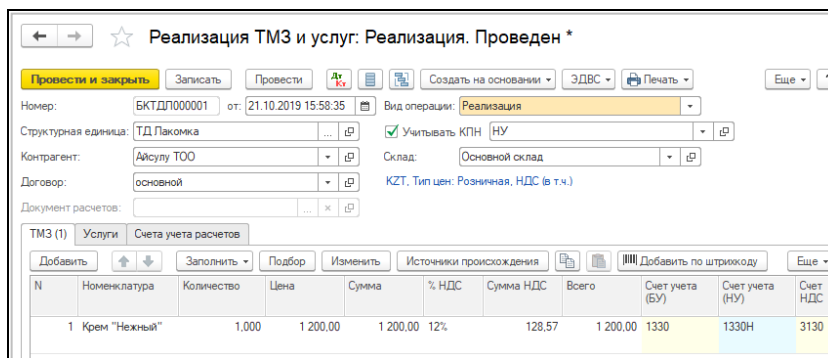 Реализация ТМЗ и услуг: Реализация. Проведен *
Провести и закрыть Записать Провести Дт Кт Создать на основании ЭДВС Печать Еще
Номер: БКТДЛ000001 от: 21.10.2019 15:58:35 Вид операции: Реализация
Структурная единица: ТД Лакомка ... Учитывать КПН НУ
Контрагент: Айсулу ТОО Склад: Основной склад
Договор: основной KZT, Тип цен: Розничная, НДС (в т.ч.)
Документ расчетов: ...
ТМЗ (1) Услуги Счета учета расчетов
Добавить Заполнить Подбор Изменить Источники происхождения Добавить по штрихкоду Еще
N Номенклатура Количество Цена Сумма % НДС Сумма НДС Всего Счет учета (БУ) Счет учета (НУ) Счет НДС
1 Крем "Нежный" 1,000 1 200,00 1 200,00 12% 128,57 1 200,00 1330 1330Н 3130